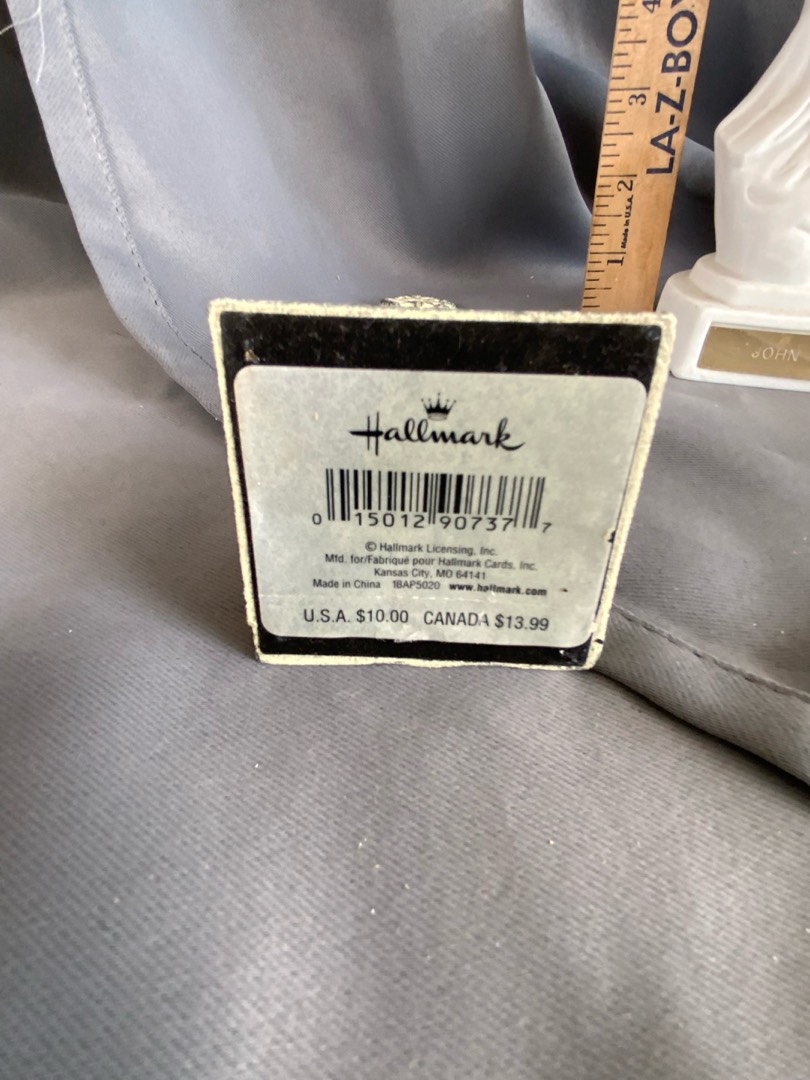 Hallmark
0 15012 90737 7
© Hallmark Licensing, Inc.
Mfd. for/Fabriqué pour Hallmark Cards, Inc.
Kansas City, MO 64141
Made in China 1BAP5020 www.hallmark.com
U.S.A. $10.00 CANADA $13.99
LA-Z-BOY
1 2 3 4
Made in U.S.A.